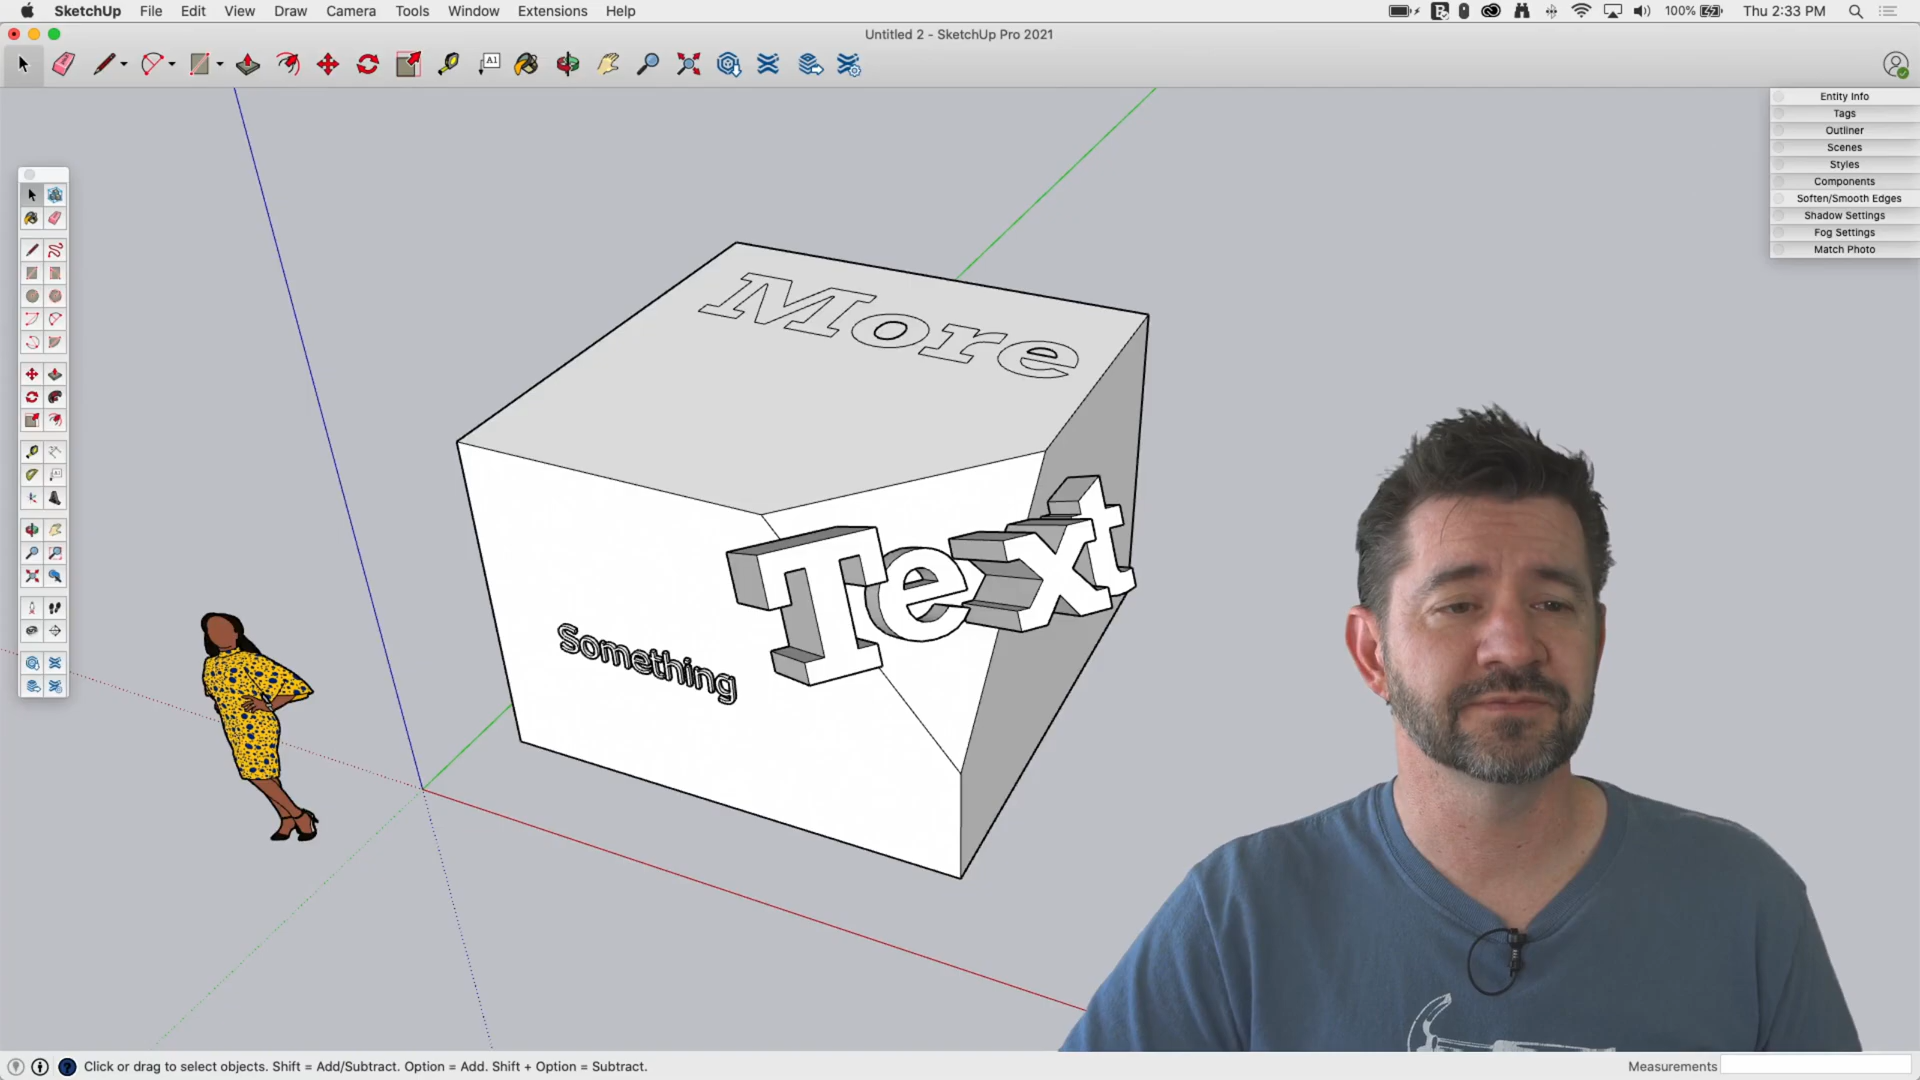 SketchUp File Edit View Draw Camera Tools Window Extensions Help 100% Thu 2:33 PM
Untitled 2 - SketchUp Pro 2021
A1
Entity Info
Tags
Outliner
Scenes
Styles
Components
Soften/Smooth Edges
Shadow Settings
Fog Settings
Match Photo
More
Text
Something
Click or drag to select objects. Shift = Add/Subtract. Option = Add. Shift + Option = Subtract.
Measurements